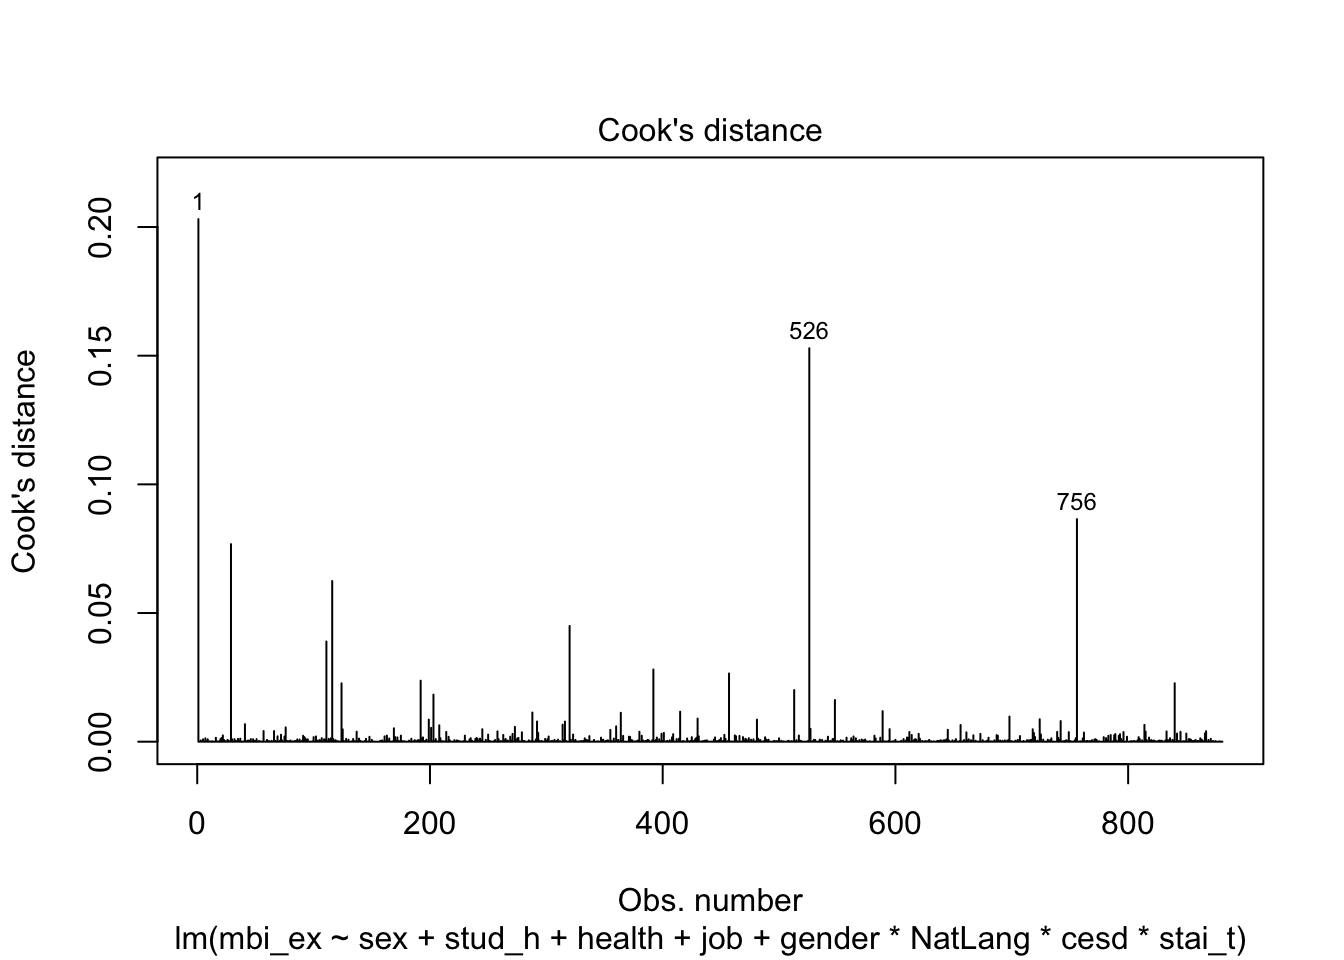 Cook's distance
1
526
756
Cook's distance
0.20
0.15
0.10
0.05
0.00
0 200 400 600 800
Obs. number
lm(mbi_ex ~ sex + stud_h + health + job + gender * NatLang * cesd * stai_t)